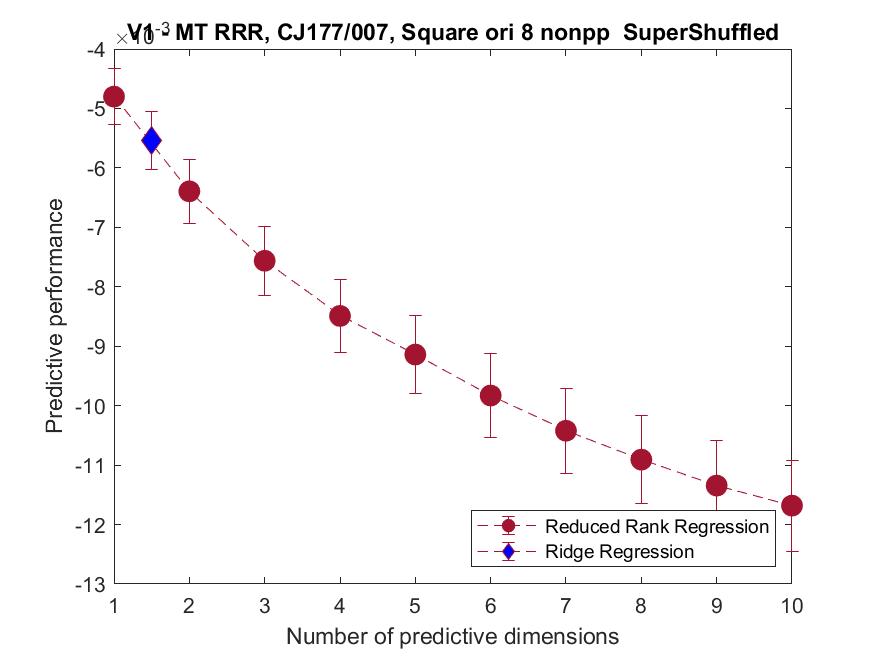 V1 - MT RRR, CJ177/007, Square ori 8 nonpp  SuperShuffled
×10-3
-4
-5
-6
-7
-8
-9
-10
-11
-12
-13
Predictive performance
Reduced Rank Regression
Ridge Regression
1 2 3 4 5 6 7 8 9 10
Number of predictive dimensions